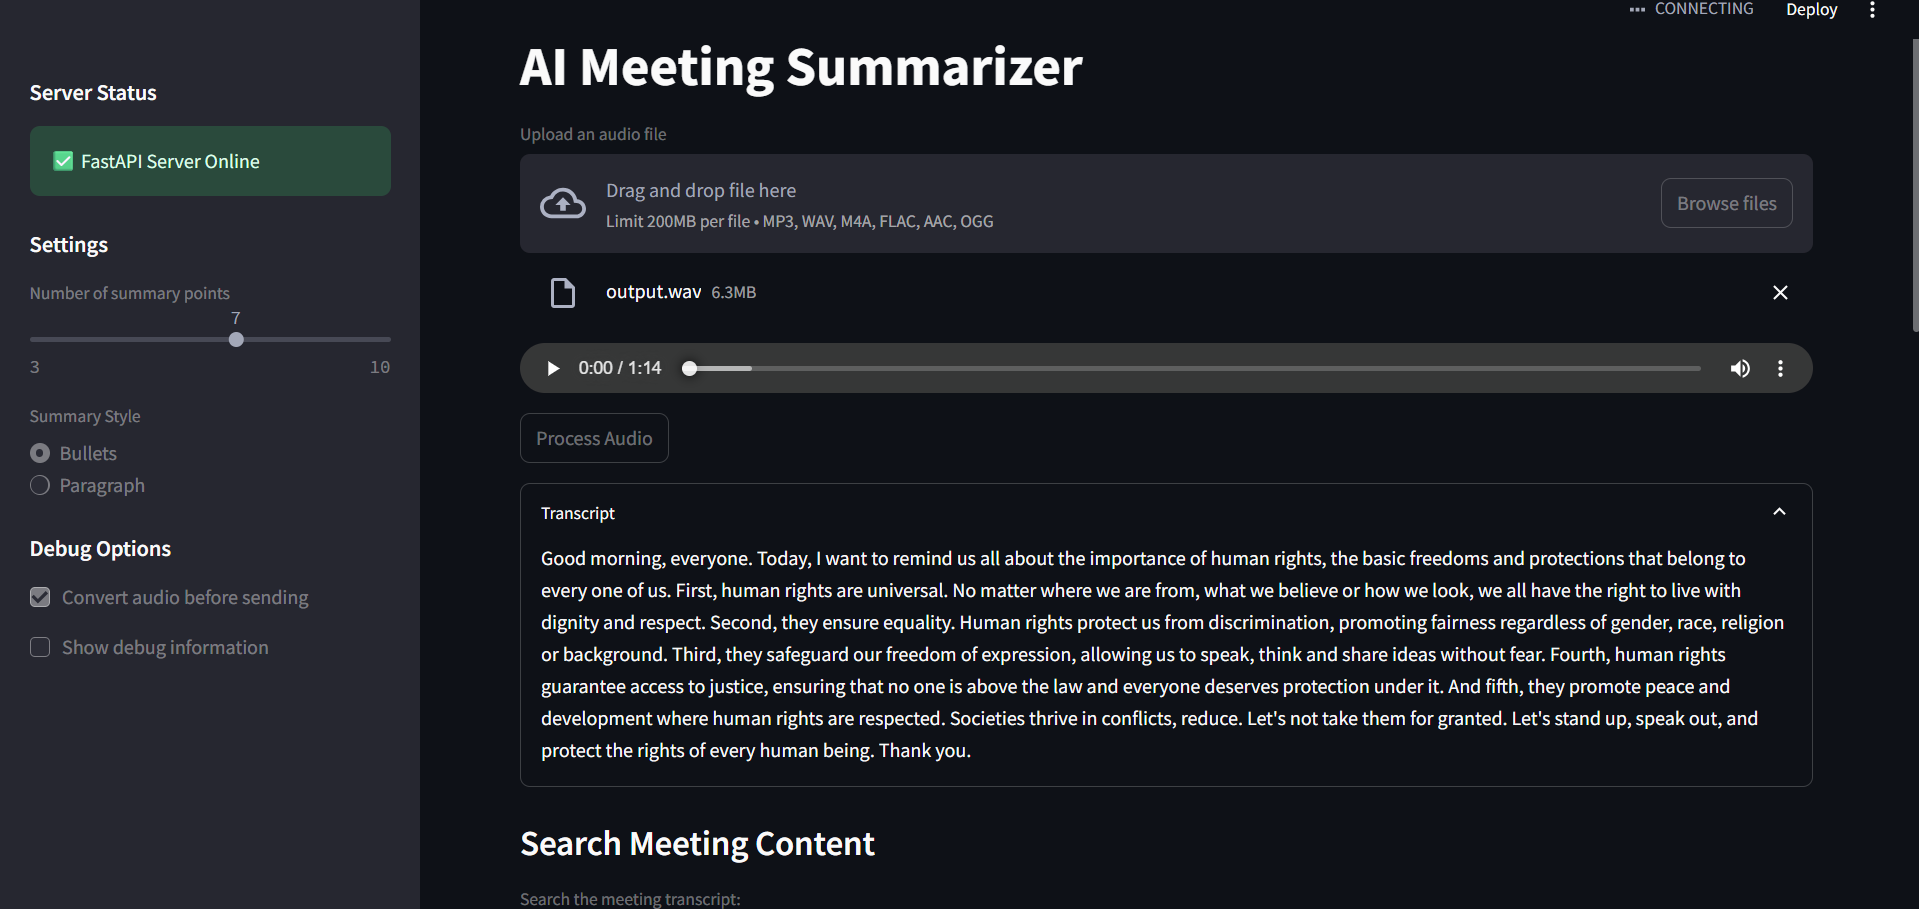 CONNECTING
Deploy
Server Status
FastAPI Server Online
Settings
Number of summary points
7
3
10
Summary Style
Bullets
Paragraph
Debug Options
Convert audio before sending
Show debug information
AI Meeting Summarizer
Upload an audio file
Drag and drop file here
Limit 200MB per file • MP3, WAV, M4A, FLAC, AAC, OGG
Browse files
output.wav 6.3MB
0:00 / 1:14
Process Audio
Transcript
Good morning, everyone. Today, I want to remind us all about the importance of human rights, the basic freedoms and protections that belong to
every one of us. First, human rights are universal. No matter where we are from, what we believe or how we look, we all have the right to live with
dignity and respect. Second, they ensure equality. Human rights protect us from discrimination, promoting fairness regardless of gender, race, religion
or background. Third, they safeguard our freedom of expression, allowing us to speak, think and share ideas without fear. Fourth, human rights
guarantee access to justice, ensuring that no one is above the law and everyone deserves protection under it. And fifth, they promote peace and
development where human rights are respected. Societies thrive in conflicts, reduce. Let's not take them for granted. Let's stand up, speak out, and
protect the rights of every human being. Thank you.
Search Meeting Content
Search the meeting transcript: